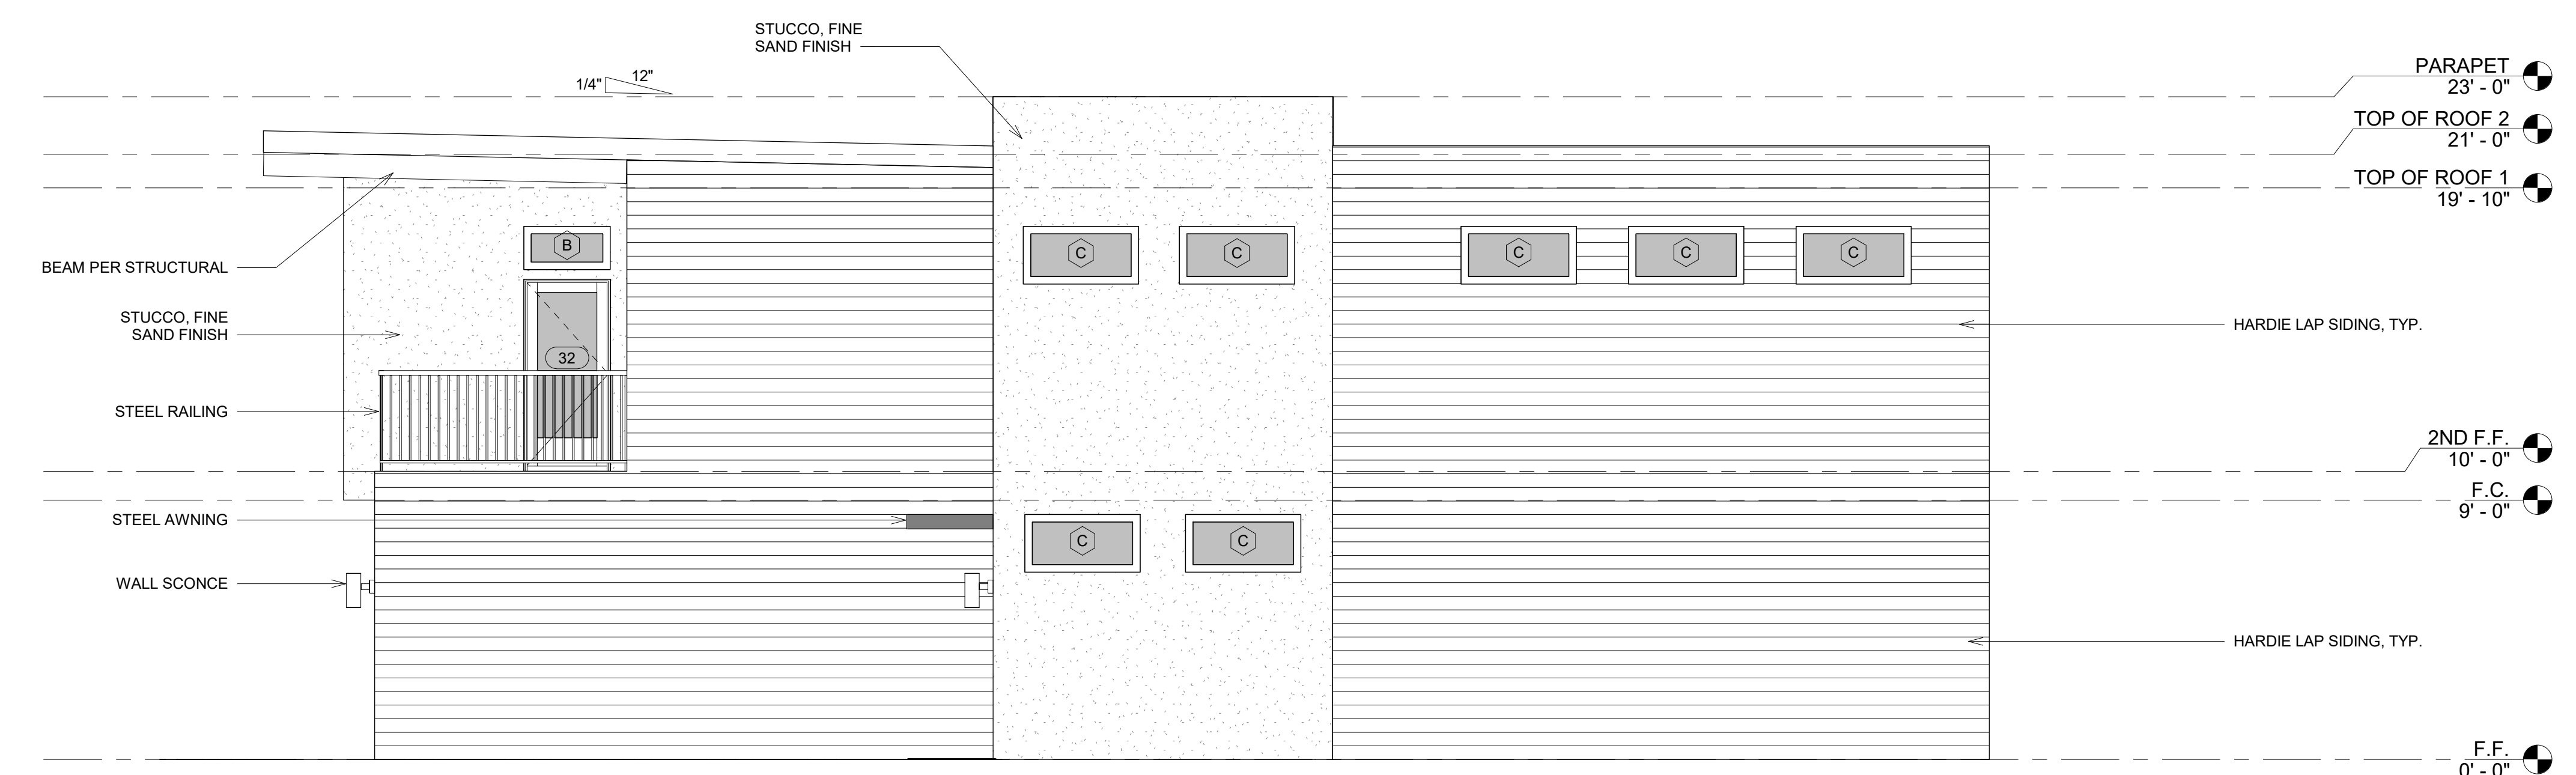 STUCCO, FINE
SAND FINISH
12"
1/4"
PARAPET
23' - 0"
TOP OF ROOF 2
21' - 0"
TOP OF ROOF 1
19' - 10"
B
C
C
C
C
C
BEAM PER STRUCTURAL
STUCCO, FINE
SAND FINISH
HARDIE LAP SIDING, TYP.
32
STEEL RAILING
2ND F.F.
10' - 0"
F.C.
9' - 0"
STEEL AWNING
C
C
WALL SCONCE
HARDIE LAP SIDING, TYP.
F.F.
0' - 0"